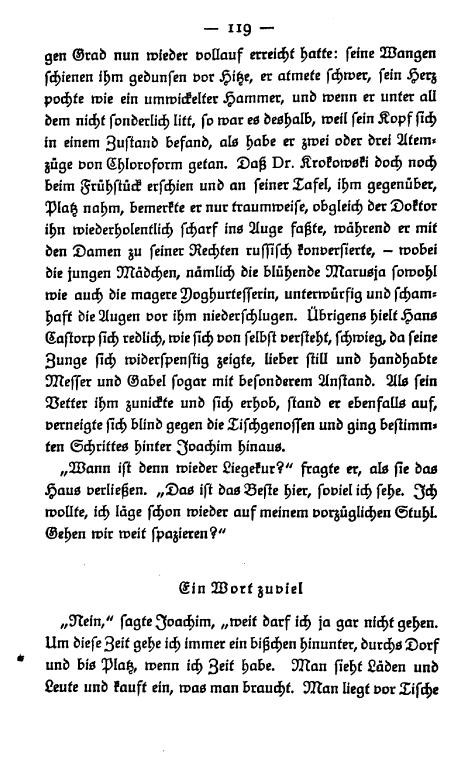 — 119 —
gen Grad nun wieder vollauf erreicht hatte: seine Wangen
schienen ihm gedunsen vor Hitze, er atmete schwer, sein Herz
pochte wie ein umwickelter Hammer, und wenn er unter all
dem nicht sonderlich litt, so war es deshalb, weil sein Kopf sich
in einem Zustand befand, als habe er zwei oder drei Atem-
züge von Chloroform getan. Daß Dr. Krokowski doch noch
beim Frühstück erschien und an seiner Tafel, ihm gegenüber,
Platz nahm, bemerkte er nur traumweise, obgleich der Doktor
ihn wiederholentlich scharf ins Auge faßte, während er mit
den Damen zu seiner Rechten russisch konversierte, — wobei
die jungen Mädchen, nämlich die blühende Marusja sowohl
wie auch die magere Yoghurtesserin, unterwürfig und scham-
haft die Augen vor ihm niederschlugen. Übrigens hielt Hans
Castorp sich redlich, wie sich von selbst versteht, schwieg, da seine
Zunge sich widerspenstig zeigte, lieber still und handhabte
Messer und Gabel sogar mit besonderem Anstand. Als sein
Vetter ihm zunickte und sich erhob, stand er ebenfalls auf,
verneigte sich blind gegen die Tischgenossen und ging bestimm-
ten Schrittes hinter Joachim hinaus.
„Wann ist denn wieder Liegekur?“ fragte er, als sie das
Haus verließen. „Das ist das Beste hier, soviel ich sehe. Ich
wollte, ich läge schon wieder auf meinem vorzüglichen Stuhl.
Gehen wir weit spazieren?“
Ein Wort zuviel
„Nein,“ sagte Joachim, „weit darf ich ja gar nicht gehen.
Um diese Zeit gehe ich immer ein bißchen hinunter, durchs Dorf
und bis Platz, wenn ich Zeit habe. Man sieht Läden und
Leute und kauft ein, was man braucht. Man liegt vor Tische